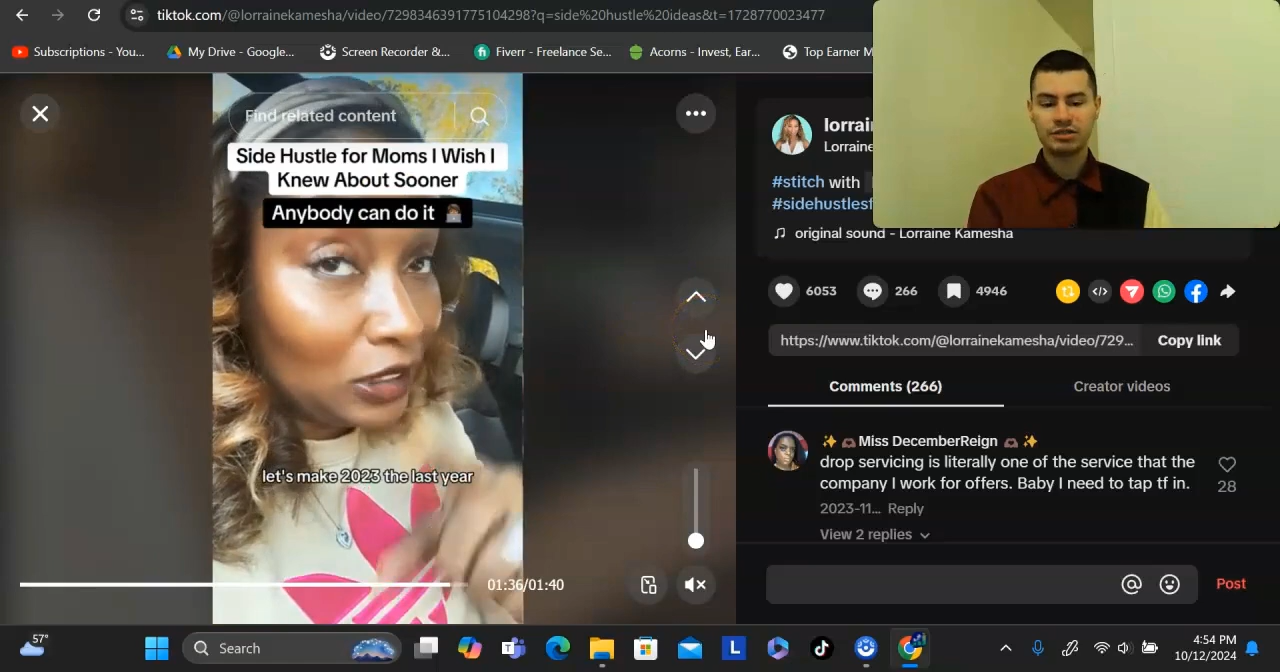 tiktok.com/@lorrainekamesha/video/7298346391775104298?q=side%20hustle%20ideas&t=1728770023477
Subscriptions - You...
My Drive - Google...
Screen Recorder &...
Fiverr - Freelance Se...
Acorns - Invest, Ear...
Top Earner
Find related content
Side Hustle for Moms I Wish I
Knew About Sooner
Anybody can do it
let's make 2023 the last year
01:36/01:40
Lorraine
#stitch with
original sound - Lorraine Kamesha
6053
266
4946
https://www.tiktok.com/@lorrainekamesha/video/729...
Copy link
Comments (266)
Creator videos
Miss DecemberReign
drop servicing is literally one of the service that the
company I work for offers. Baby I need to tap tf in.
28
2023-11... Reply
View 2 replies
Post
57°
Search
4:54 PM
10/12/2024